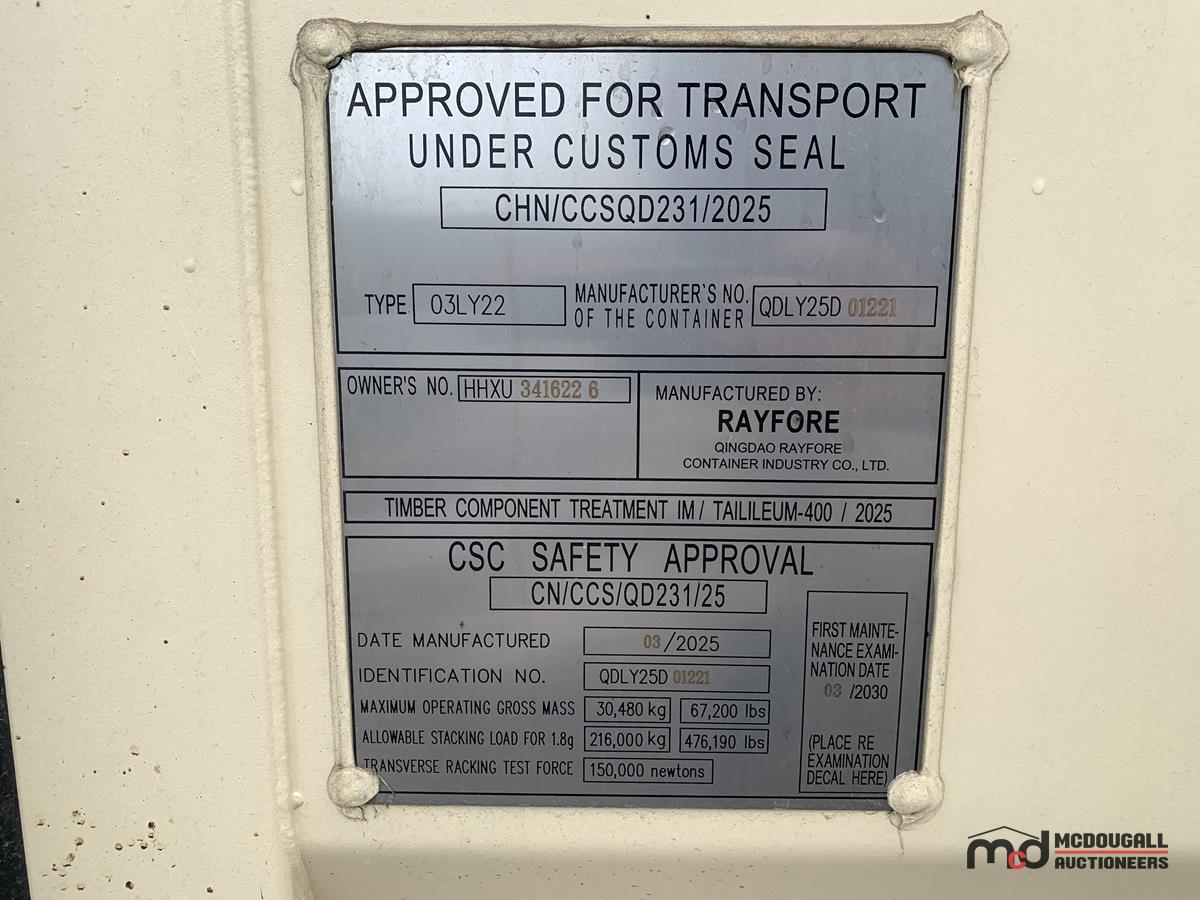 APPROVED FOR TRANSPORT
UNDER CUSTOMS SEAL
CHN/CCSQD231/2025
TYPE 03LY22 MANUFACTURER'S NO. OF THE CONTAINER QDLY25D 01221
OWNER'S NO. HHXU 341622 6
MANUFACTURED BY:
RAYFORE
QINGDAO RAYFORE
CONTAINER INDUSTRY CO., LTD.
TIMBER COMPONENT TREATMENT IM / TAILILEUM-400 / 2025
CSC SAFETY APPROVAL
CN/CCS/QD231/25
DATE MANUFACTURED 03/2025
IDENTIFICATION NO. QDLY25D 01221
MAXIMUM OPERATING GROSS MASS 30,480 kg 67,200 lbs
ALLOWABLE STACKING LOAD FOR 1.8g 216,000 kg 476,190 lbs
TRANSVERSE RACKING TEST FORCE 150,000 newtons
FIRST MAINTE-
NANCE EXAMI-
NATION DATE
03 /2030
(PLACE RE
EXAMINATION
DECAL HERE)
mcd MCDOUGALL
AUCTIONEERS